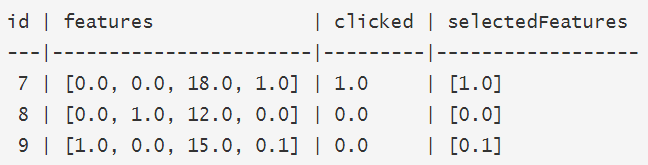 id | features | clicked | selectedFeatures
---|-----------------------|---------|------------------
7 | [0.0, 0.0, 18.0, 1.0] | 1.0 | [1.0]
8 | [0.0, 1.0, 12.0, 0.0] | 0.0 | [0.0]
9 | [1.0, 0.0, 15.0, 0.1] | 0.0 | [0.1]